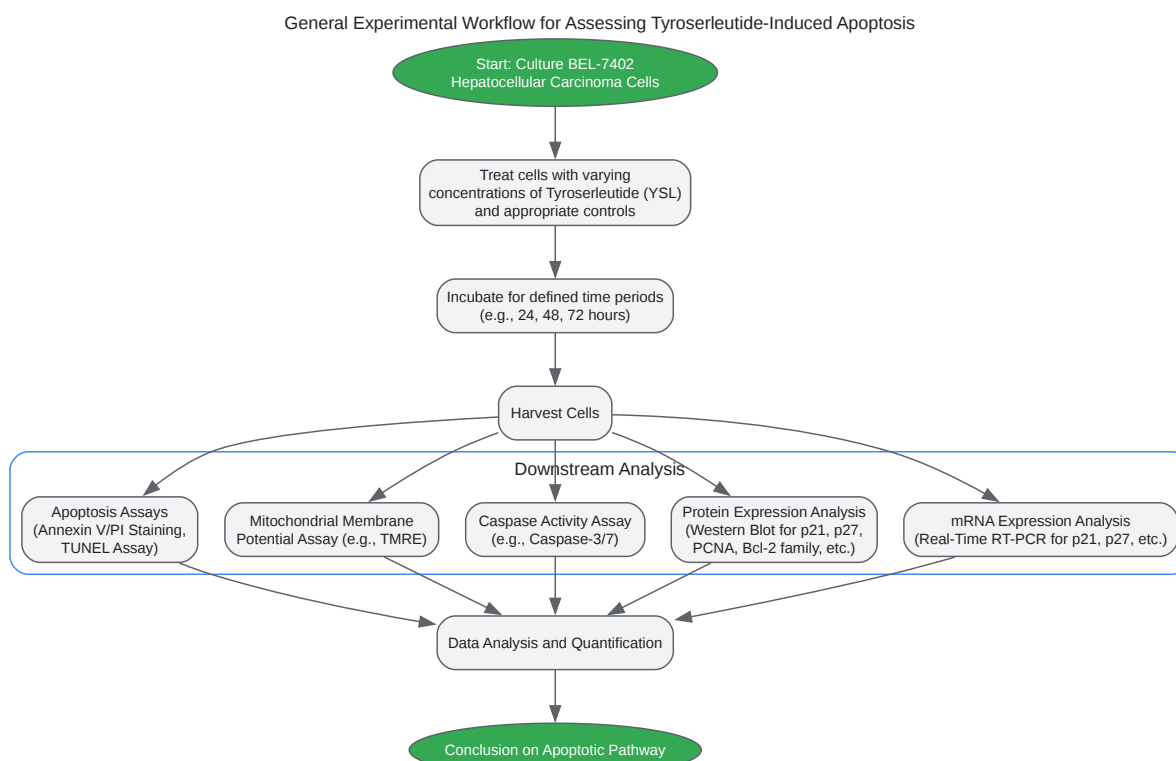 General Experimental Workflow for Assessing Tyroserleutide-Induced Apoptosis
Start: Culture BEL-7402
Hepatocellular Carcinoma Cells
Treat cells with varying
concentrations of Tyroserleutide (YSL)
and appropriate controls
Incubate for defined time periods
(e.g., 24, 48, 72 hours)
Harvest Cells
Downstream Analysis
Apoptosis Assays
(Annexin V/PI Staining,
TUNEL Assay)
Mitochondrial Membrane
Potential Assay (e.g., TMRE)
Caspase Activity Assay
(e.g., Caspase-3/7)
Protein Expression Analysis
(Western Blot for p21, p27,
PCNA, Bcl-2 family, etc.)
mRNA Expression Analysis
(Real-Time RT-PCR for p21, p27, etc.)
Data Analysis and Quantification
Conclusion on Apoptotic Pathway